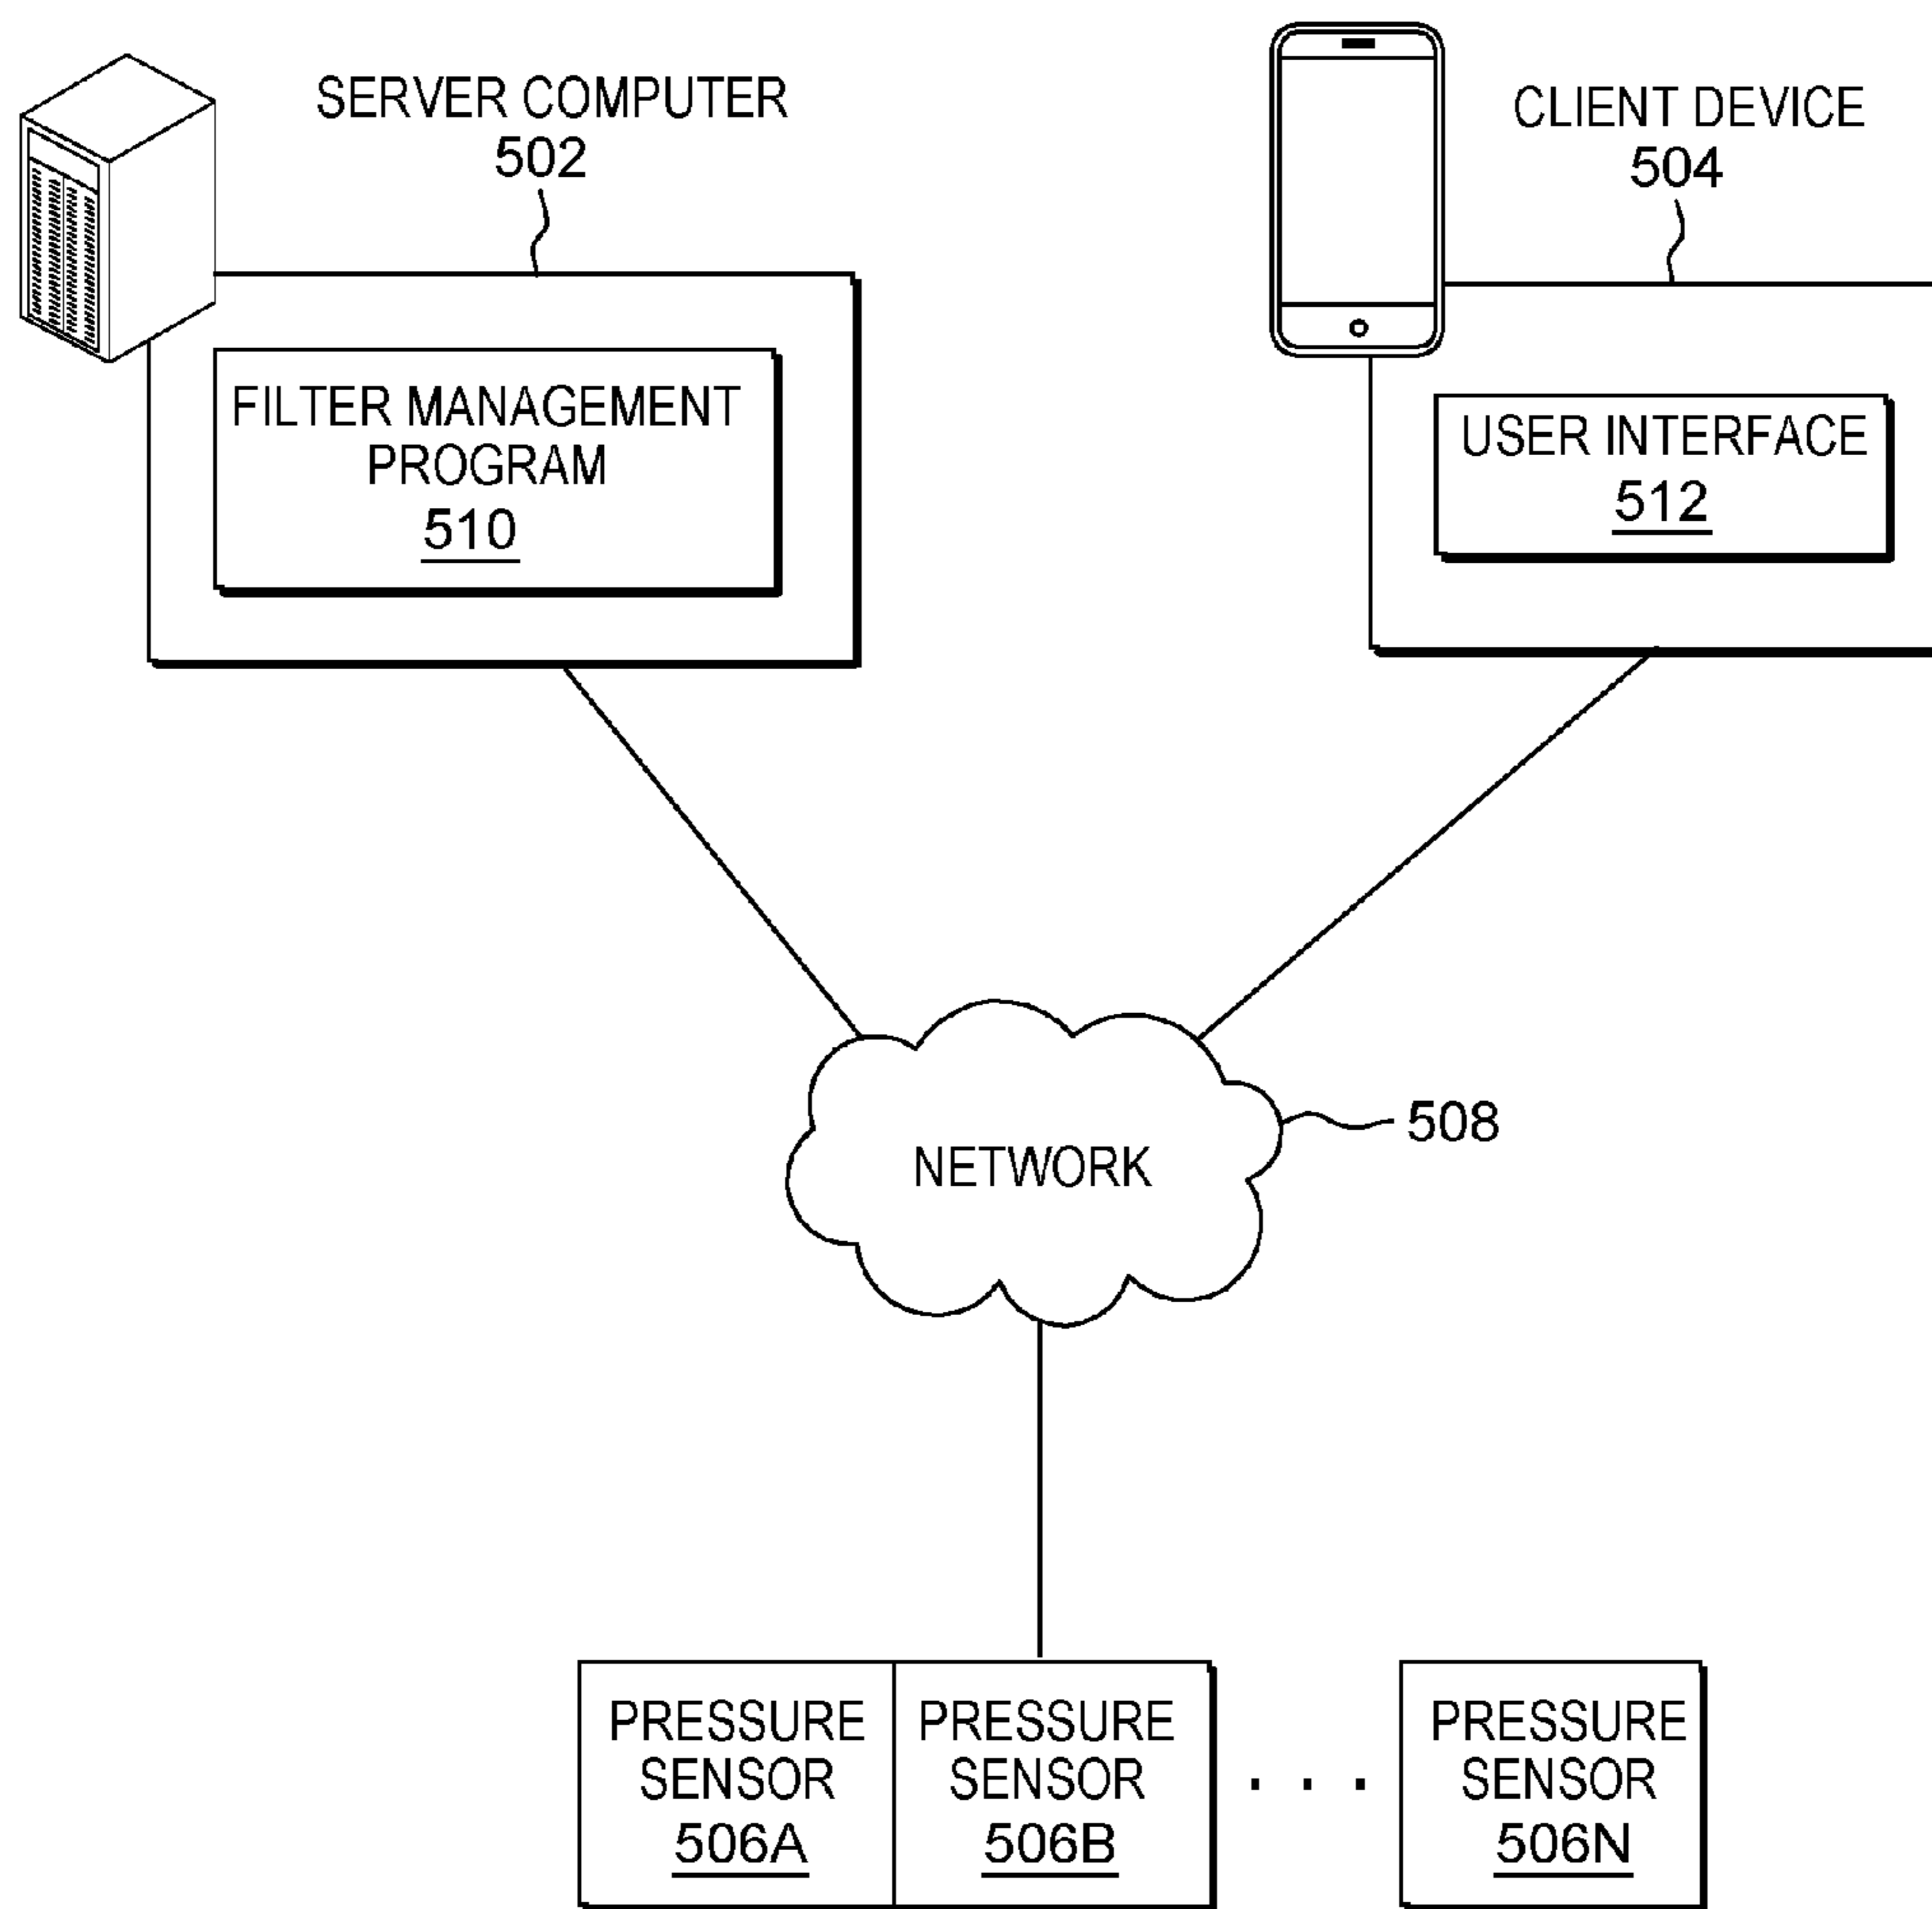 SERVER COMPUTER
502
CLIENT DEVICE
504
FILTER MANAGEMENT
PROGRAM
510
USER INTERFACE
512
NETWORK
508
PRESSURE
SENSOR
506A
PRESSURE
SENSOR
506B
. . .
PRESSURE
SENSOR
506N